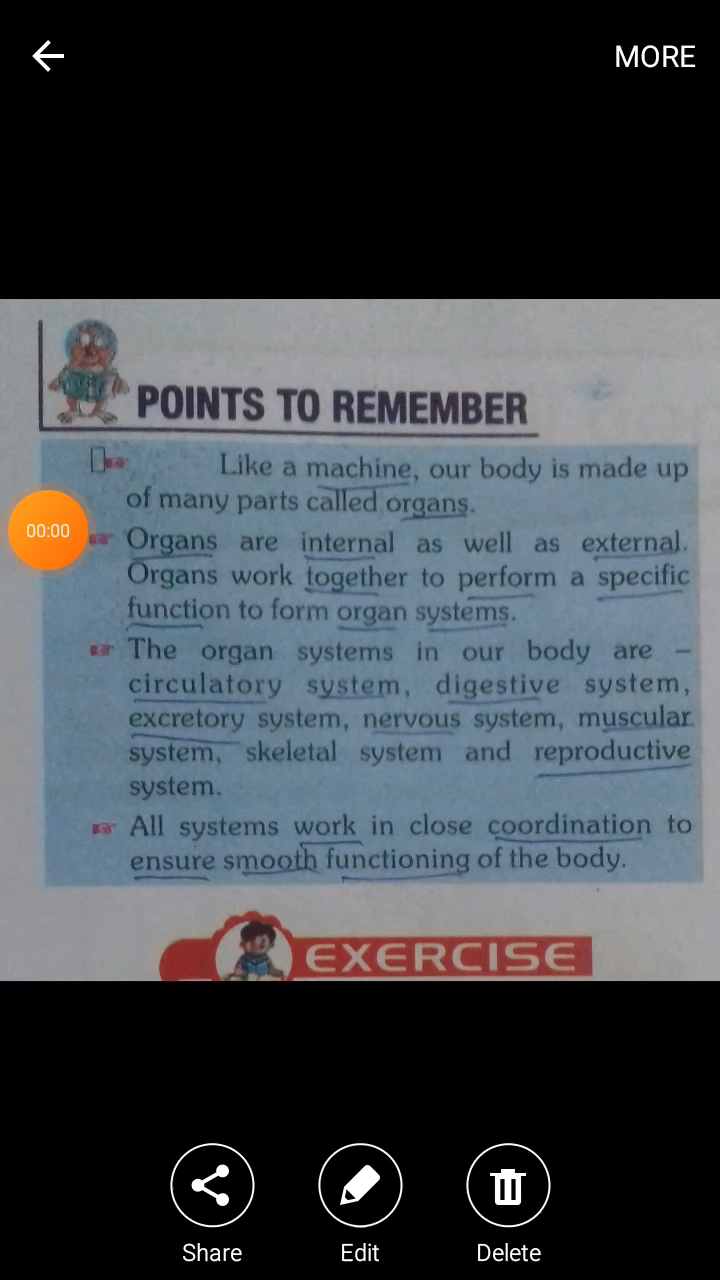 MORE
POINTS TO REMEMBER
Like a machine, our body is made up
of many parts called organs.
00:00
Organs are internal as well as external.
Organs work together to perform a specific
function to form organ systems.
The organ systems in our body are –
circulatory system, digestive system,
excretory system, nervous system, muscular
system, skeletal system and reproductive
system.
All systems work in close coordination to
ensure smooth functioning of the body.
EXERCISE
Share Edit Delete